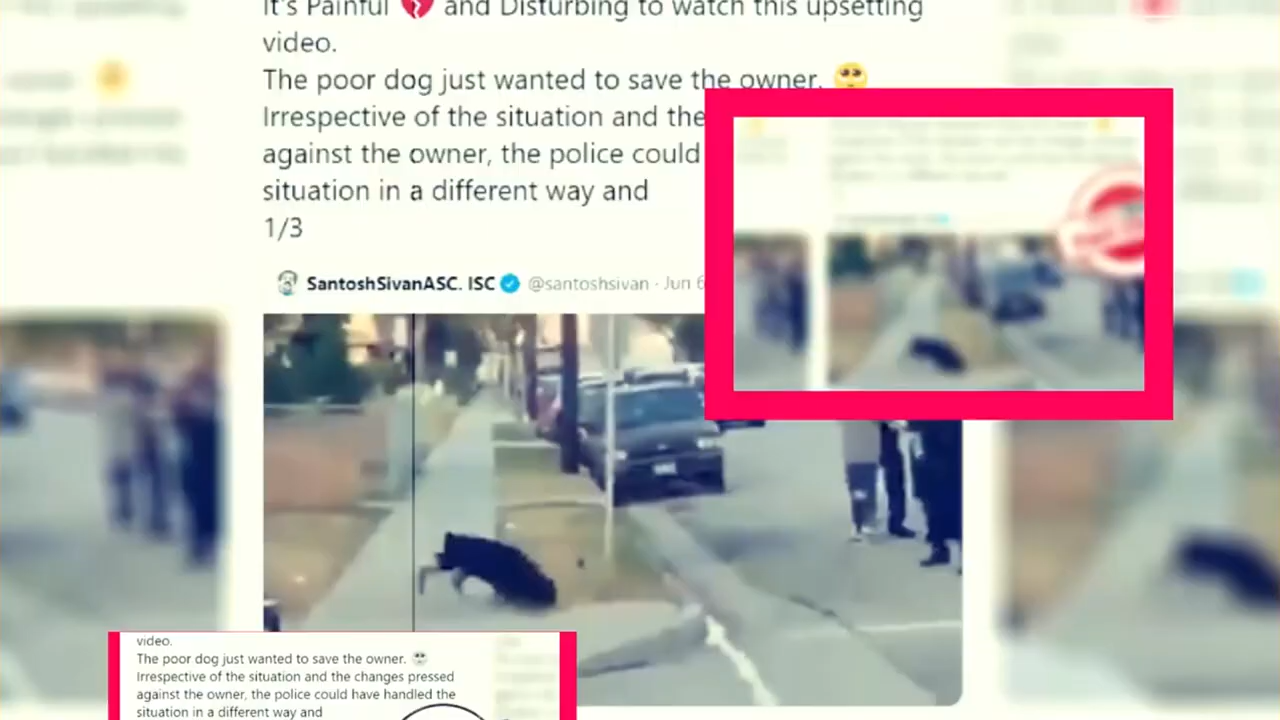 It's Painful 💔 and Disturbing to watch this upsetting
video.
The poor dog just wanted to save the owner. 🥺
Irrespective of the situation and the
against the owner, the police could
situation in a different way and
1/3
SantoshSivanASC. ISC @santoshsivan · Jun 6
video.
The poor dog just wanted to save the owner. 🥺
Irrespective of the situation and the changes pressed
against the owner, the police could have handled the
situation in a different way and